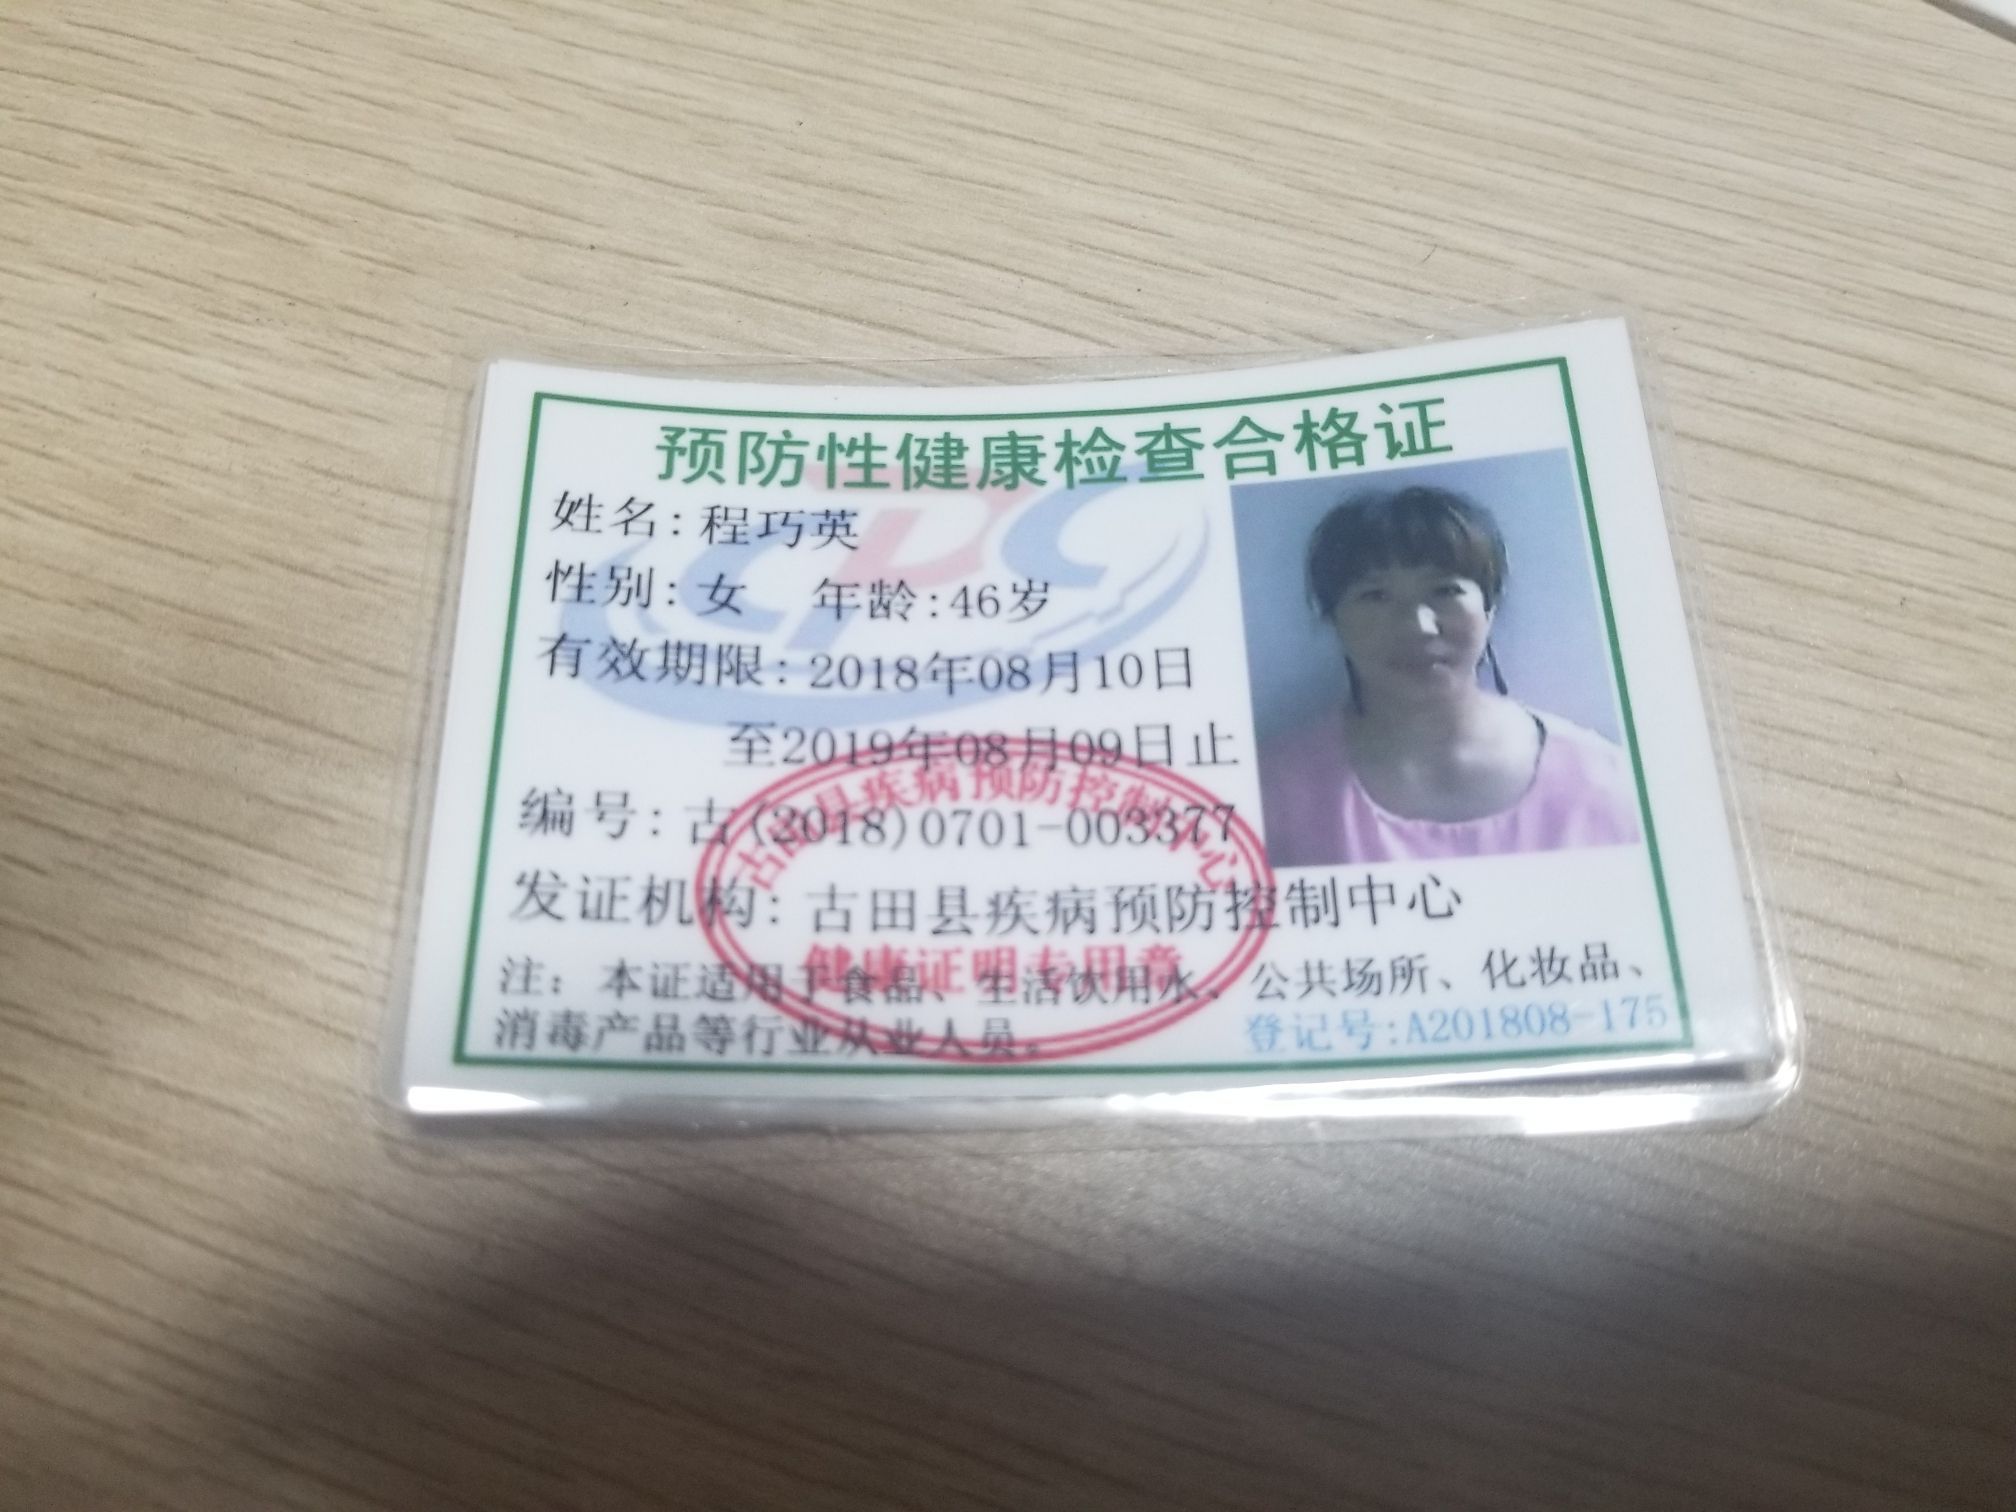 预防性健康检查合格证
姓名:程巧英
性别:女 年龄:46岁
有效期限:2018年08月10日
至2019年08月09日止
编号:古(2018)0701-003377
发证机构:古田县疾病预防控制中心
注:本证适用于食品、生活饮用水、公共场所、化妆品、
消毒产品等行业从业人员。
登记号:A201808-175
古田县疾病预防控制中心
健康证明专用章